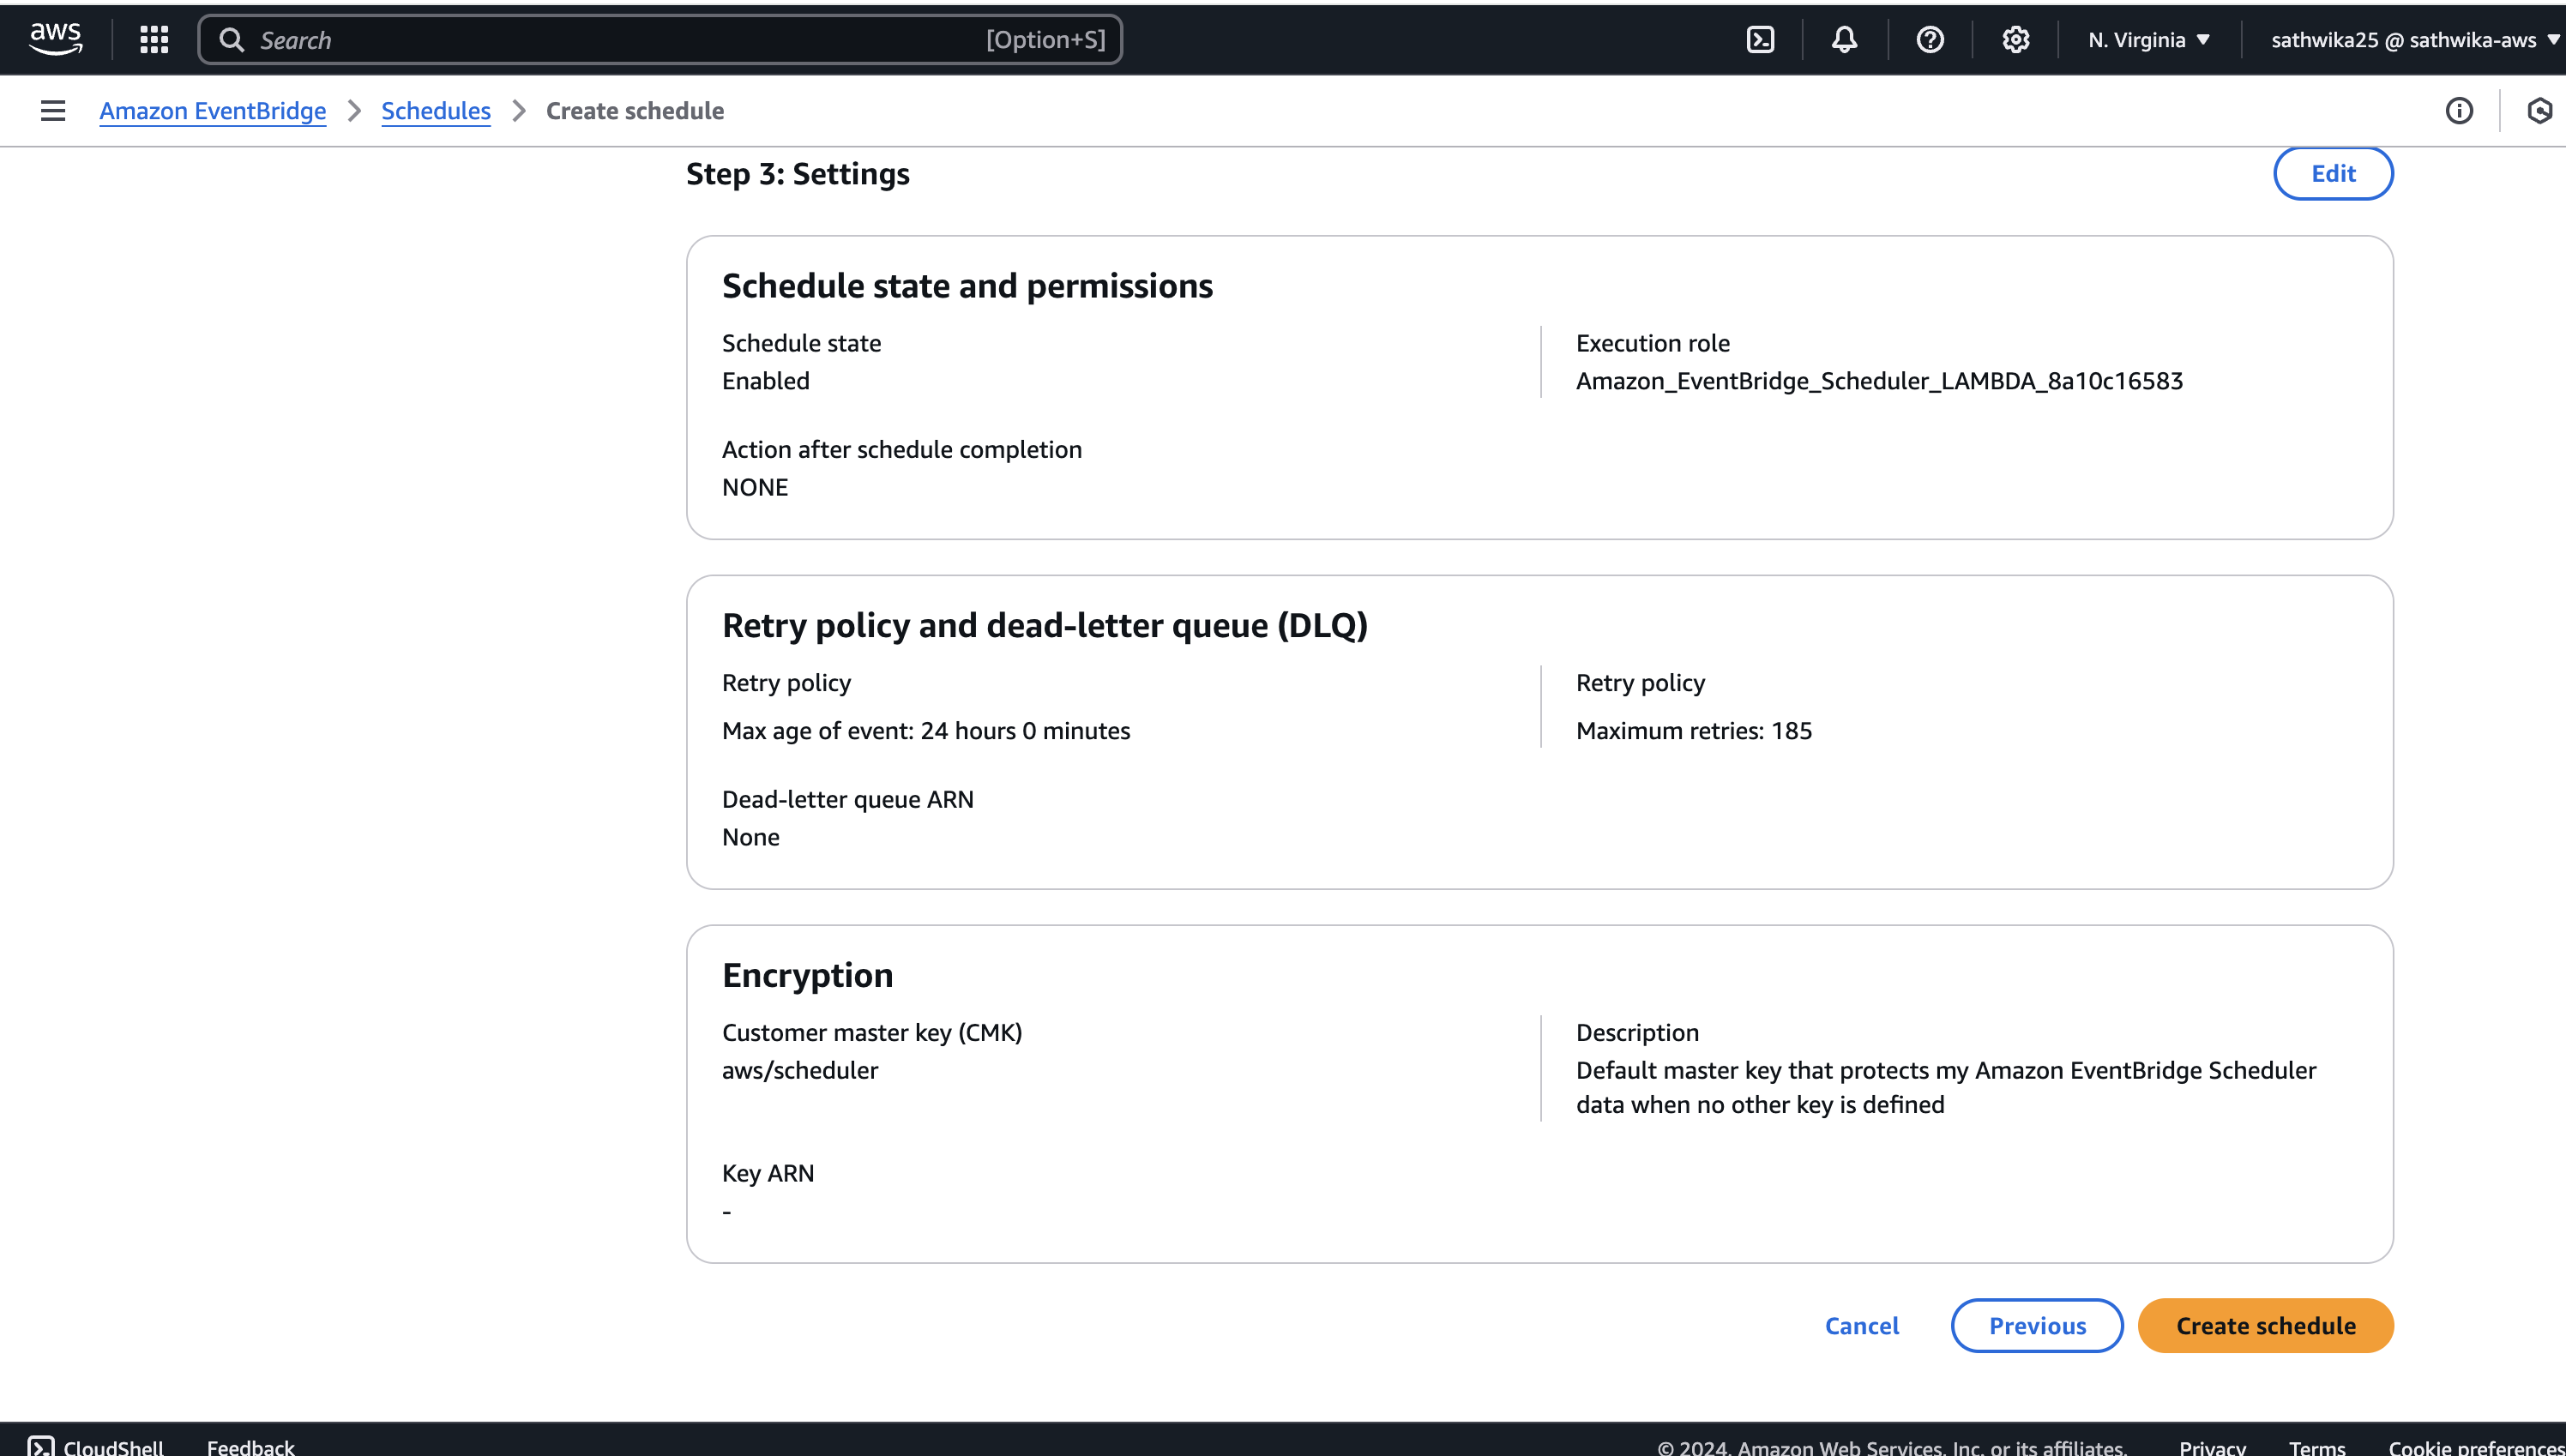 aws
Search
[Option+S]
N. Virginia
sathwika25 @ sathwika-aws
Amazon EventBridge
Schedules
Create schedule
Step 3: Settings
Edit
Schedule state and permissions
Schedule state
Enabled
Execution role
Amazon_EventBridge_Scheduler_LAMBDA_8a10c16583
Action after schedule completion
NONE
Retry policy and dead-letter queue (DLQ)
Retry policy
Max age of event: 24 hours 0 minutes
Retry policy
Maximum retries: 185
Dead-letter queue ARN
None
Encryption
Customer master key (CMK)
aws/scheduler
Description
Default master key that protects my Amazon EventBridge Scheduler
data when no other key is defined
Key ARN
-
Cancel
Previous
Create schedule
CloudShell
Feedback
© 2024, Amazon Web Services, Inc. or its affiliates.
Privacy
Terms
Cookie preferences